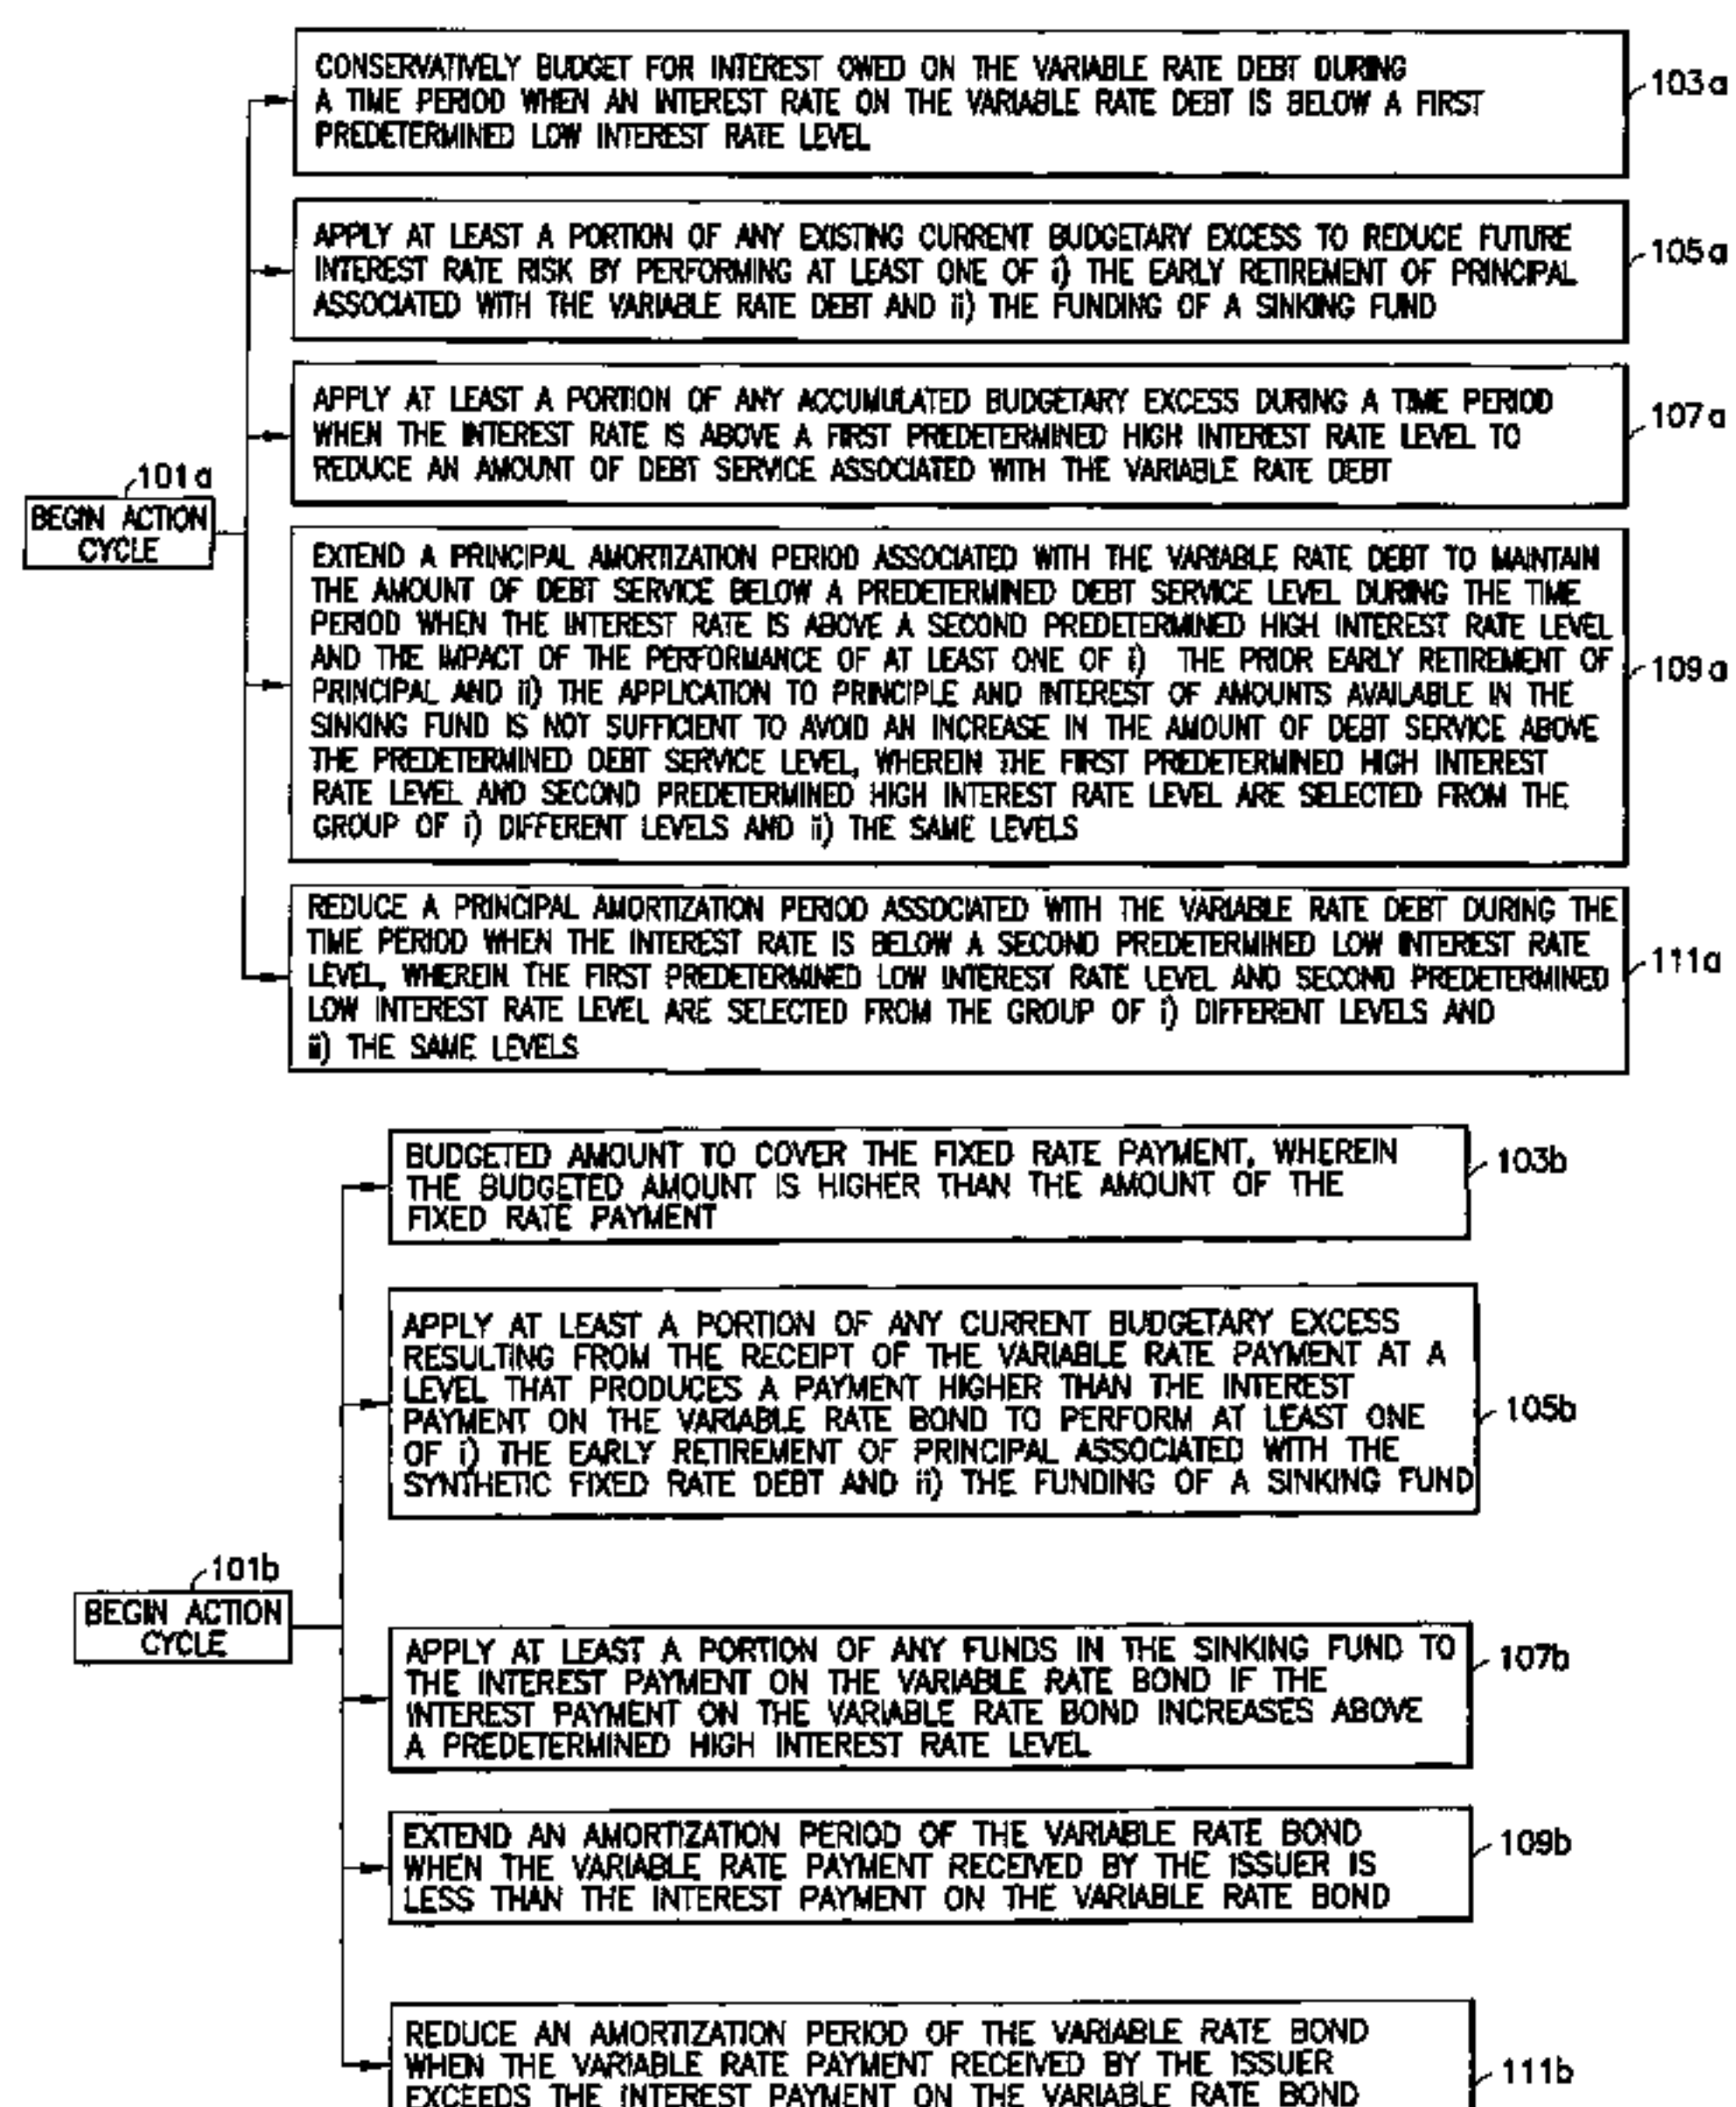 CONSERVATIVELY BUDGET FOR INTEREST OWED ON THE VARIABLE RATE DEBT DURING
A TIME PERIOD WHEN AN INTEREST RATE ON THE VARIABLE RATE DEBT IS BELOW A FIRST
PREDETERMINED LOW INTEREST RATE LEVEL
103a
APPLY AT LEAST A PORTION OF ANY EXISTING CURRENT BUDGETARY EXCESS TO REDUCE FUTURE
INTEREST RATE RISK BY PERFORMING AT LEAST ONE OF i) THE EARLY RETIREMENT OF PRINCIPAL
ASSOCIATED WITH THE VARIABLE RATE DEBT AND ii) THE FUNDING OF A SINKING FUND
105a
APPLY AT LEAST A PORTION OF ANY ACCUMULATED BUDGETARY EXCESS DURING A TIME PERIOD
WHEN THE INTEREST RATE IS ABOVE A FIRST PREDETERMINED HIGH INTEREST RATE LEVEL TO
REDUCE AN AMOUNT OF DEBT SERVICE ASSOCIATED WITH THE VARIABLE RATE DEBT
107a
101a
BEGIN ACTION
CYCLE
EXTEND A PRINCIPAL AMORTIZATION PERIOD ASSOCIATED WITH THE VARIABLE RATE DEBT TO MAINTAIN
THE AMOUNT OF DEBT SERVICE BELOW A PREDETERMINED DEBT SERVICE LEVEL DURING THE TIME
PERIOD WHEN THE INTEREST RATE IS ABOVE A SECOND PREDETERMINED HIGH INTEREST RATE LEVEL
AND THE IMPACT OF THE PERFORMANCE OF AT LEAST ONE OF i) THE PRIOR EARLY RETIREMENT OF
PRINCIPAL AND ii) THE APPLICATION TO PRINCIPLE AND INTEREST OF AMOUNTS AVAILABLE IN THE
SINKING FUND IS NOT SUFFICIENT TO AVOID AN INCREASE IN THE AMOUNT OF DEBT SERVICE ABOVE
THE PREDETERMINED DEBT SERVICE LEVEL, WHEREIN THE FIRST PREDETERMINED HIGH INTEREST
RATE LEVEL AND SECOND PREDETERMINED HIGH INTEREST RATE LEVEL ARE SELECTED FROM THE
GROUP OF i) DIFFERENT LEVELS AND ii) THE SAME LEVELS
109a
REDUCE A PRINCIPAL AMORTIZATION PERIOD ASSOCIATED WITH THE VARIABLE RATE DEBT DURING THE
TIME PERIOD WHEN THE INTEREST RATE IS BELOW A SECOND PREDETERMINED LOW INTEREST RATE
LEVEL, WHEREIN THE FIRST PREDETERMINED LOW INTEREST RATE LEVEL AND SECOND PREDETERMINED
LOW INTEREST RATE LEVEL ARE SELECTED FROM THE GROUP OF i) DIFFERENT LEVELS AND
ii) THE SAME LEVELS
111a
BUDGETED AMOUNT TO COVER THE FIXED RATE PAYMENT, WHEREIN
THE BUDGETED AMOUNT IS HIGHER THAN THE AMOUNT OF THE
FIXED RATE PAYMENT
103b
APPLY AT LEAST A PORTION OF ANY CURRENT BUDGETARY EXCESS
RESULTING FROM THE RECEIPT OF THE VARIABLE RATE PAYMENT AT A
LEVEL THAT PRODUCES A PAYMENT HIGHER THAN THE INTEREST
PAYMENT ON THE VARIABLE RATE BOND TO PERFORM AT LEAST ONE
OF i) THE EARLY RETIREMENT OF PRINCIPAL ASSOCIATED WITH THE
SYNTHETIC FIXED RATE DEBT AND ii) THE FUNDING OF A SINKING FUND
105b
101b
BEGIN ACTION
CYCLE
APPLY AT LEAST A PORTION OF ANY FUNDS IN THE SINKING FUND TO
THE INTEREST PAYMENT ON THE VARIABLE RATE BOND IF THE
INTEREST PAYMENT ON THE VARIABLE RATE BOND INCREASES ABOVE
A PREDETERMINED HIGH INTEREST RATE LEVEL
107b
EXTEND AN AMORTIZATION PERIOD OF THE VARIABLE RATE BOND
WHEN THE VARIABLE RATE PAYMENT RECEIVED BY THE ISSUER IS
LESS THAN THE INTEREST PAYMENT ON THE VARIABLE RATE BOND
109b
REDUCE AN AMORTIZATION PERIOD OF THE VARIABLE RATE BOND
WHEN THE VARIABLE RATE PAYMENT RECEIVED BY THE ISSUER
EXCEEDS THE INTEREST PAYMENT ON THE VARIABLE RATE BOND
111b